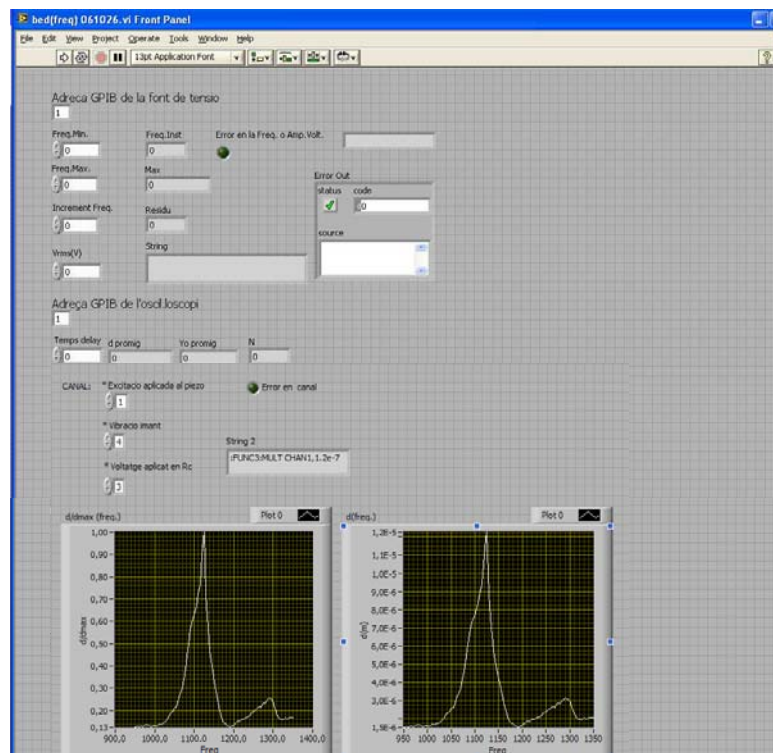 bed(freq) 061026.vi Front Panel
File Edit View Project Operate Tools Window Help
13pt Application Font
Adreca GPIB de la font de tensio
1
Freq.Min. Freq.Inst Error en la Freq. o Amp.Volt.
0 0
Freq.Max. Max
0 0
Error Out
status code
0
Increment Freq. Residu
0 0
source
Vrms(V) String
0
Adreça GPIB de l'oscil.loscopi
1
Temps delay d promig Yo promig N
0 0 0 0
CANAL: * Excitacio aplicada al piezo Error en canal
1
* Vibracio imant
4
String 2
:FUNC3:MULT CHAN1,1.2e-7
* Voltatge aplicat en Rc
3
d/dmax (freq.) Plot 0
1,00
0,90
0,80
0,70
0,60
0,50
0,40
0,30
0,20
0,13
d/dmax
900,0 1000,0 1100,0 1200,0 1300,0 1400,0
Freq
d(freq.) Plot 0
1,2E-5
1,1E-5
1,0E-5
9,0E-6
8,0E-6
7,0E-6
6,0E-6
5,0E-6
4,0E-6
3,0E-6
1,5E-6
d(m)
950 1000 1050 1100 1150 1200 1250 1300 1350
Freq